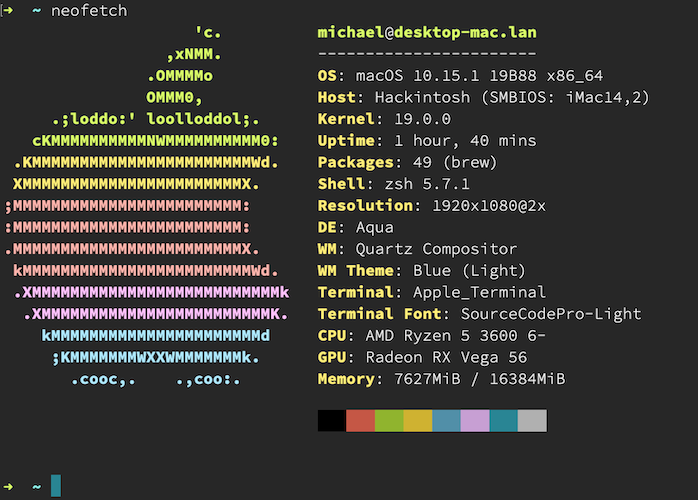 ➜  ~ neofetch
                    'c.          michael@desktop-mac.lan
                 ,xNMM.          -----------------------
               .OMMMMo           OS: macOS 10.15.1 19B88 x86_64
               OMMM0,            Host: Hackintosh (SMBIOS: iMac14,2)
     .;loddo:' loolloddol;.      Kernel: 19.0.0
   cKMMMMMMMMMMNWMMMMMMMMMM0:    Uptime: 1 hour, 40 mins
 .KMMMMMMMMMMMMMMMMMMMMMMMWd.    Packages: 49 (brew)
 XMMMMMMMMMMMMMMMMMMMMMMMX.      Shell: zsh 5.7.1
;MMMMMMMMMMMMMMMMMMMMMMMM:       Resolution: 1920x1080@2x
:MMMMMMMMMMMMMMMMMMMMMMMM:       DE: Aqua
.MMMMMMMMMMMMMMMMMMMMMMMMX.      WM: Quartz Compositor
 kMMMMMMMMMMMMMMMMMMMMMMMMWd.    WM Theme: Blue (Light)
 .XMMMMMMMMMMMMMMMMMMMMMMMMMMk   Terminal: Apple_Terminal
  .XMMMMMMMMMMMMMMMMMMMMMMMMK.   Terminal Font: SourceCodePro-Light
    kMMMMMMMMMMMMMMMMMMMMMMd     CPU: AMD Ryzen 5 3600 6-
     ;KMMMMMMMWXXWMMMMMMMk.      GPU: Radeon RX Vega 56
       .cooc,.    .,coo:.        Memory: 7627MiB / 16384MiB
➜  ~